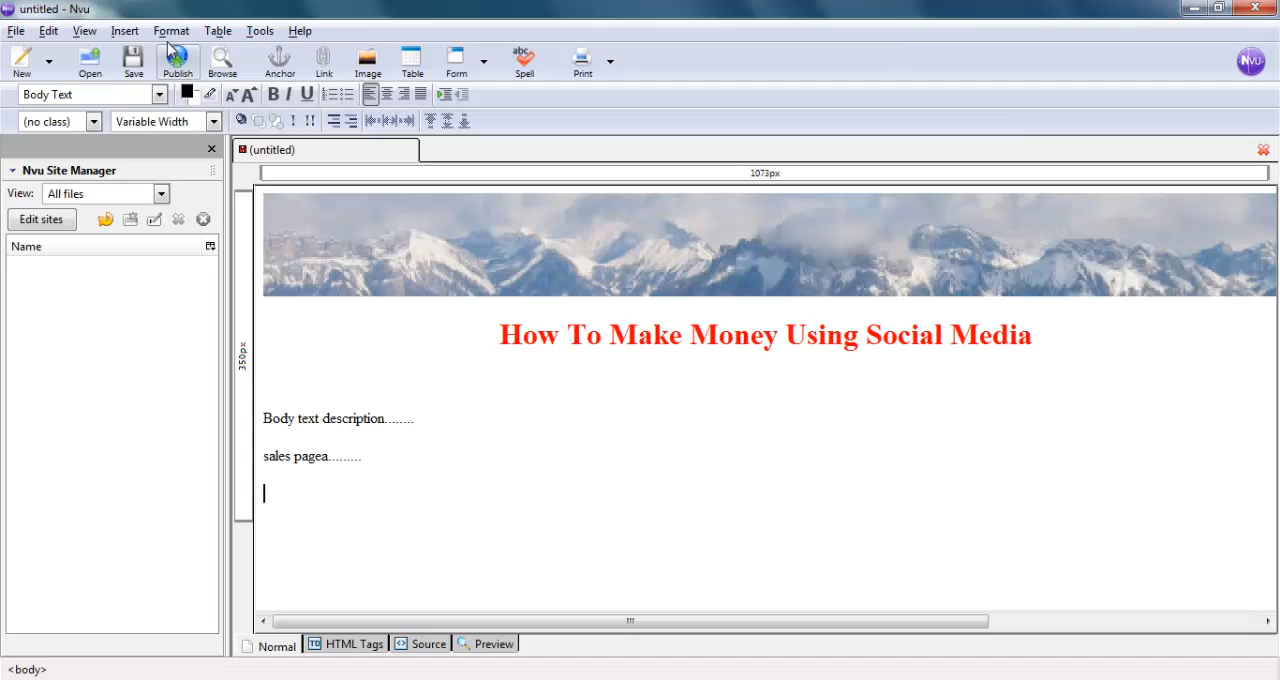 untitled - Nvu
File Edit View Insert Format Table Tools Help
New Open Save Publish Browse Anchor Link Image Table Form Spell Print
abc
NVU
Body Text
A A B I U
(no class) Variable Width ! !!
(untitled)
Nvu Site Manager
1073px
View: All files
Edit sites
Name
350px
How To Make Money Using Social Media
Body text description........
sales pagea.........
Normal TD HTML Tags Source Preview
<body>